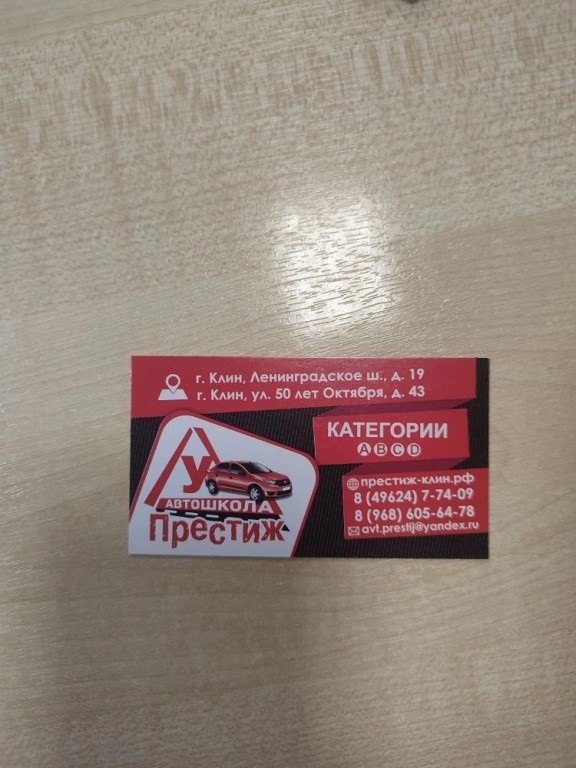 г. Клин, Ленинградское ш., д. 19
г. Клин, ул. 50 лет Октября, д. 43
КАТЕГОРИИ
A B C D
У
АВТОШКОЛА
Престиж
престиж-клин.рф
8 (49624) 7-74-09
8 (968) 605-64-78
avt.prestij@yandex.ru